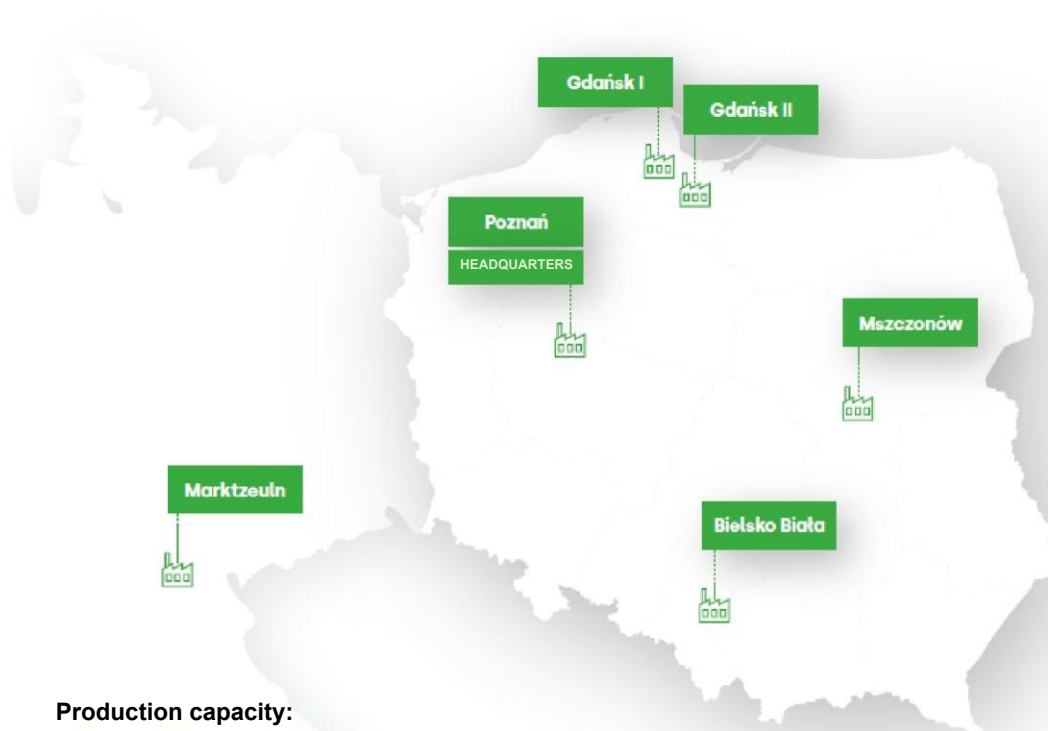 Gdańsk I
Gdańsk II
Poznań
HEADQUARTERS
Mszczonów
Marktzeuln
Bielsko Biała
Production capacity: